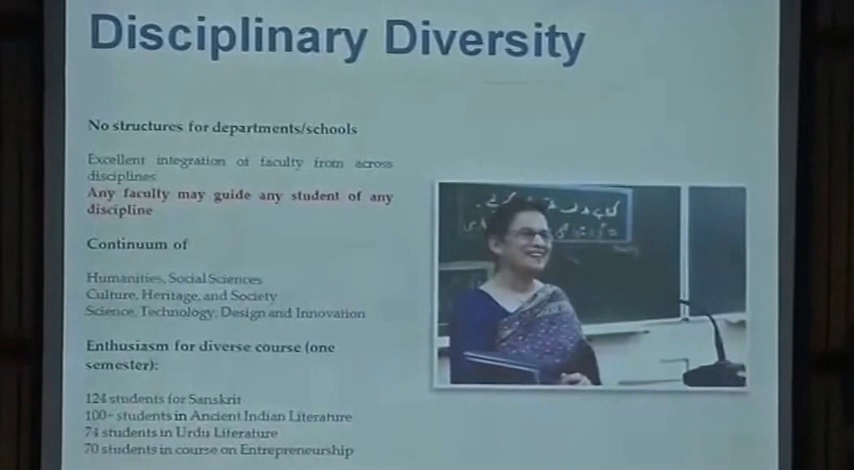 Disciplinary Diversity
No structures for departments/schools
Excellent integration of faculty from across
disciplines
Any faculty may guide any student of any
discipline
Continuum of
Humanities, Social Sciences
Culture, Heritage, and Society
Science, Technology, Design and Innovation
Enthusiasm for diverse course (one
semester):
124 students for Sanskrit
100+ students in Ancient Indian Literature
74 students in Urdu Literature
70 students in course on Entrepreneurship